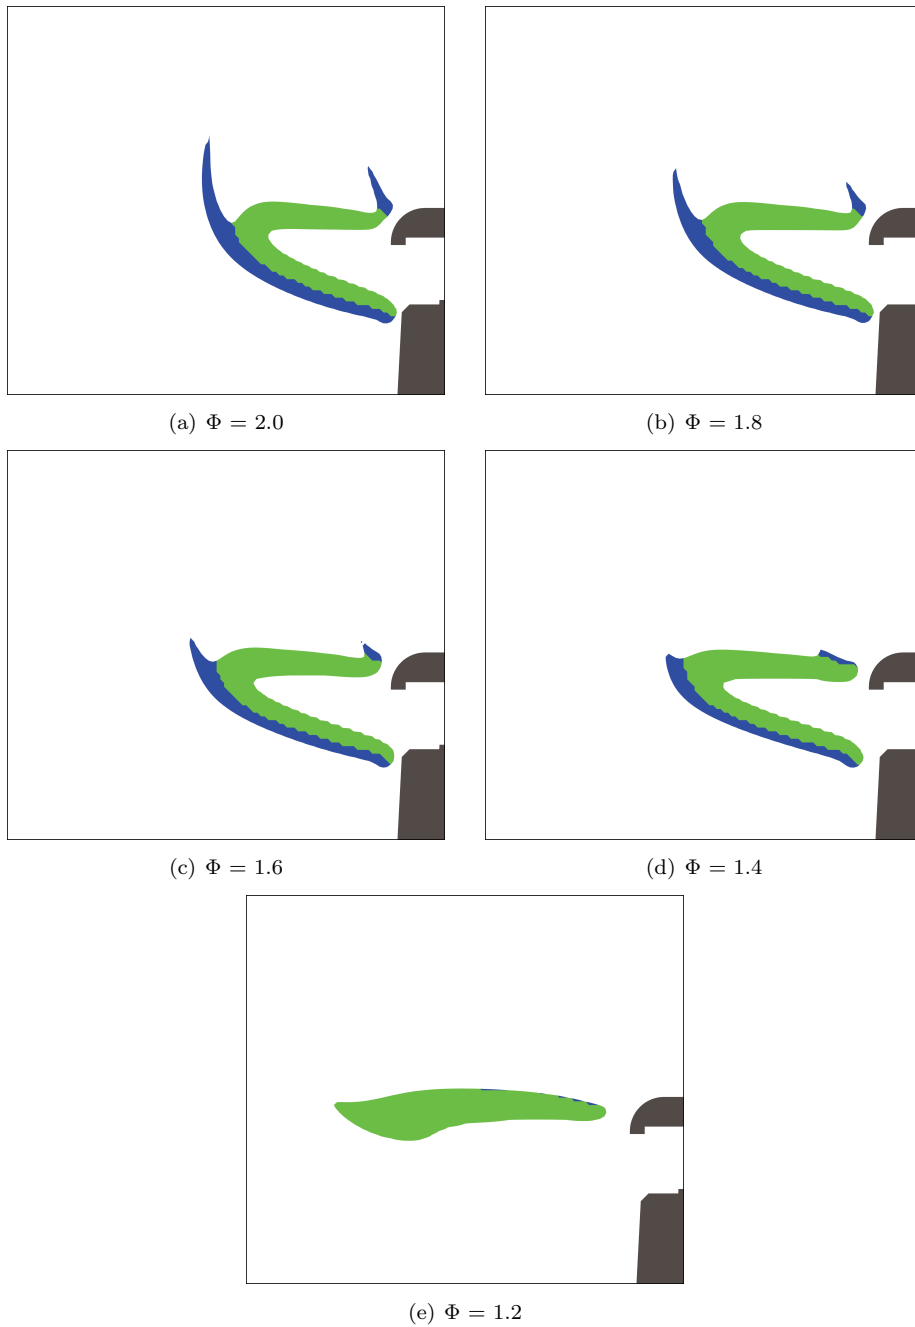 (a) Φ = 2.0
(b) Φ = 1.8
(c) Φ = 1.6
(d) Φ = 1.4
(e) Φ = 1.2